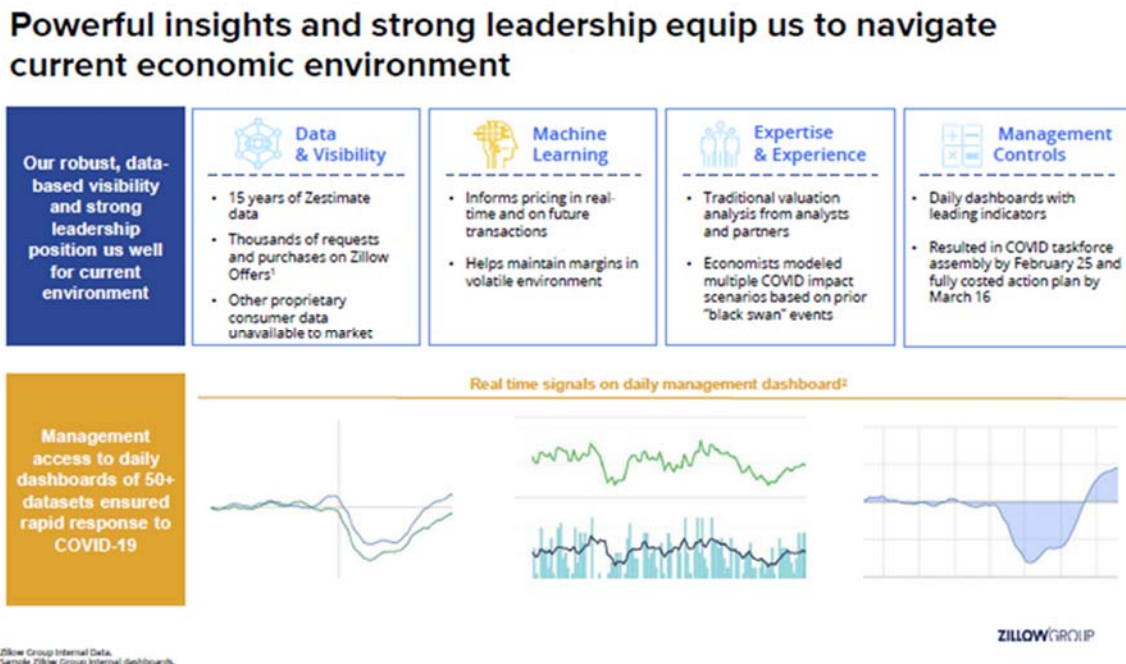 Powerful insights and strong leadership equip us to navigate
current economic environment
Our robust, data-
based visibility
and strong
leadership
position us well
for current
environment
Data
& Visibility
• 15 years of Zestimate
data
• Thousands of requests
and purchases on Zillow
Offers¹
• Other proprietary
consumer data
unavailable to market
Machine
Learning
• Informs pricing in real-
time and on future
transactions
• Helps maintain margins in
volatile environment
Expertise
& Experience
• Traditional valuation
analysis from analysts
and partners
• Economists modeled
multiple COVID impact
scenarios based on prior
"black swan" events
Management
Controls
• Daily dashboards with
leading indicators
• Resulted in COVID taskforce
assembly by February 25 and
fully costed action plan by
March 16
Management
access to daily
dashboards of 50+
datasets ensured
rapid response to
COVID-19
Real time signals on daily management dashboard²
ZILLOW GROUP
Zillow Group Internal Data.
Sample Zillow Group Internal dashboards.